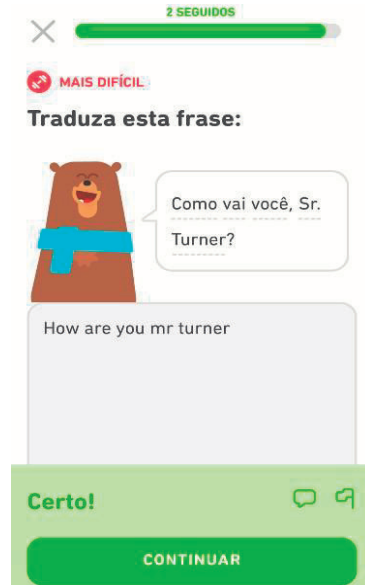 2 SEGUIDOS
MAIS DIFÍCIL
Traduza esta frase:
Como vai você, Sr.
Turner?
How are you mr turner
Certo!
CONTINUAR